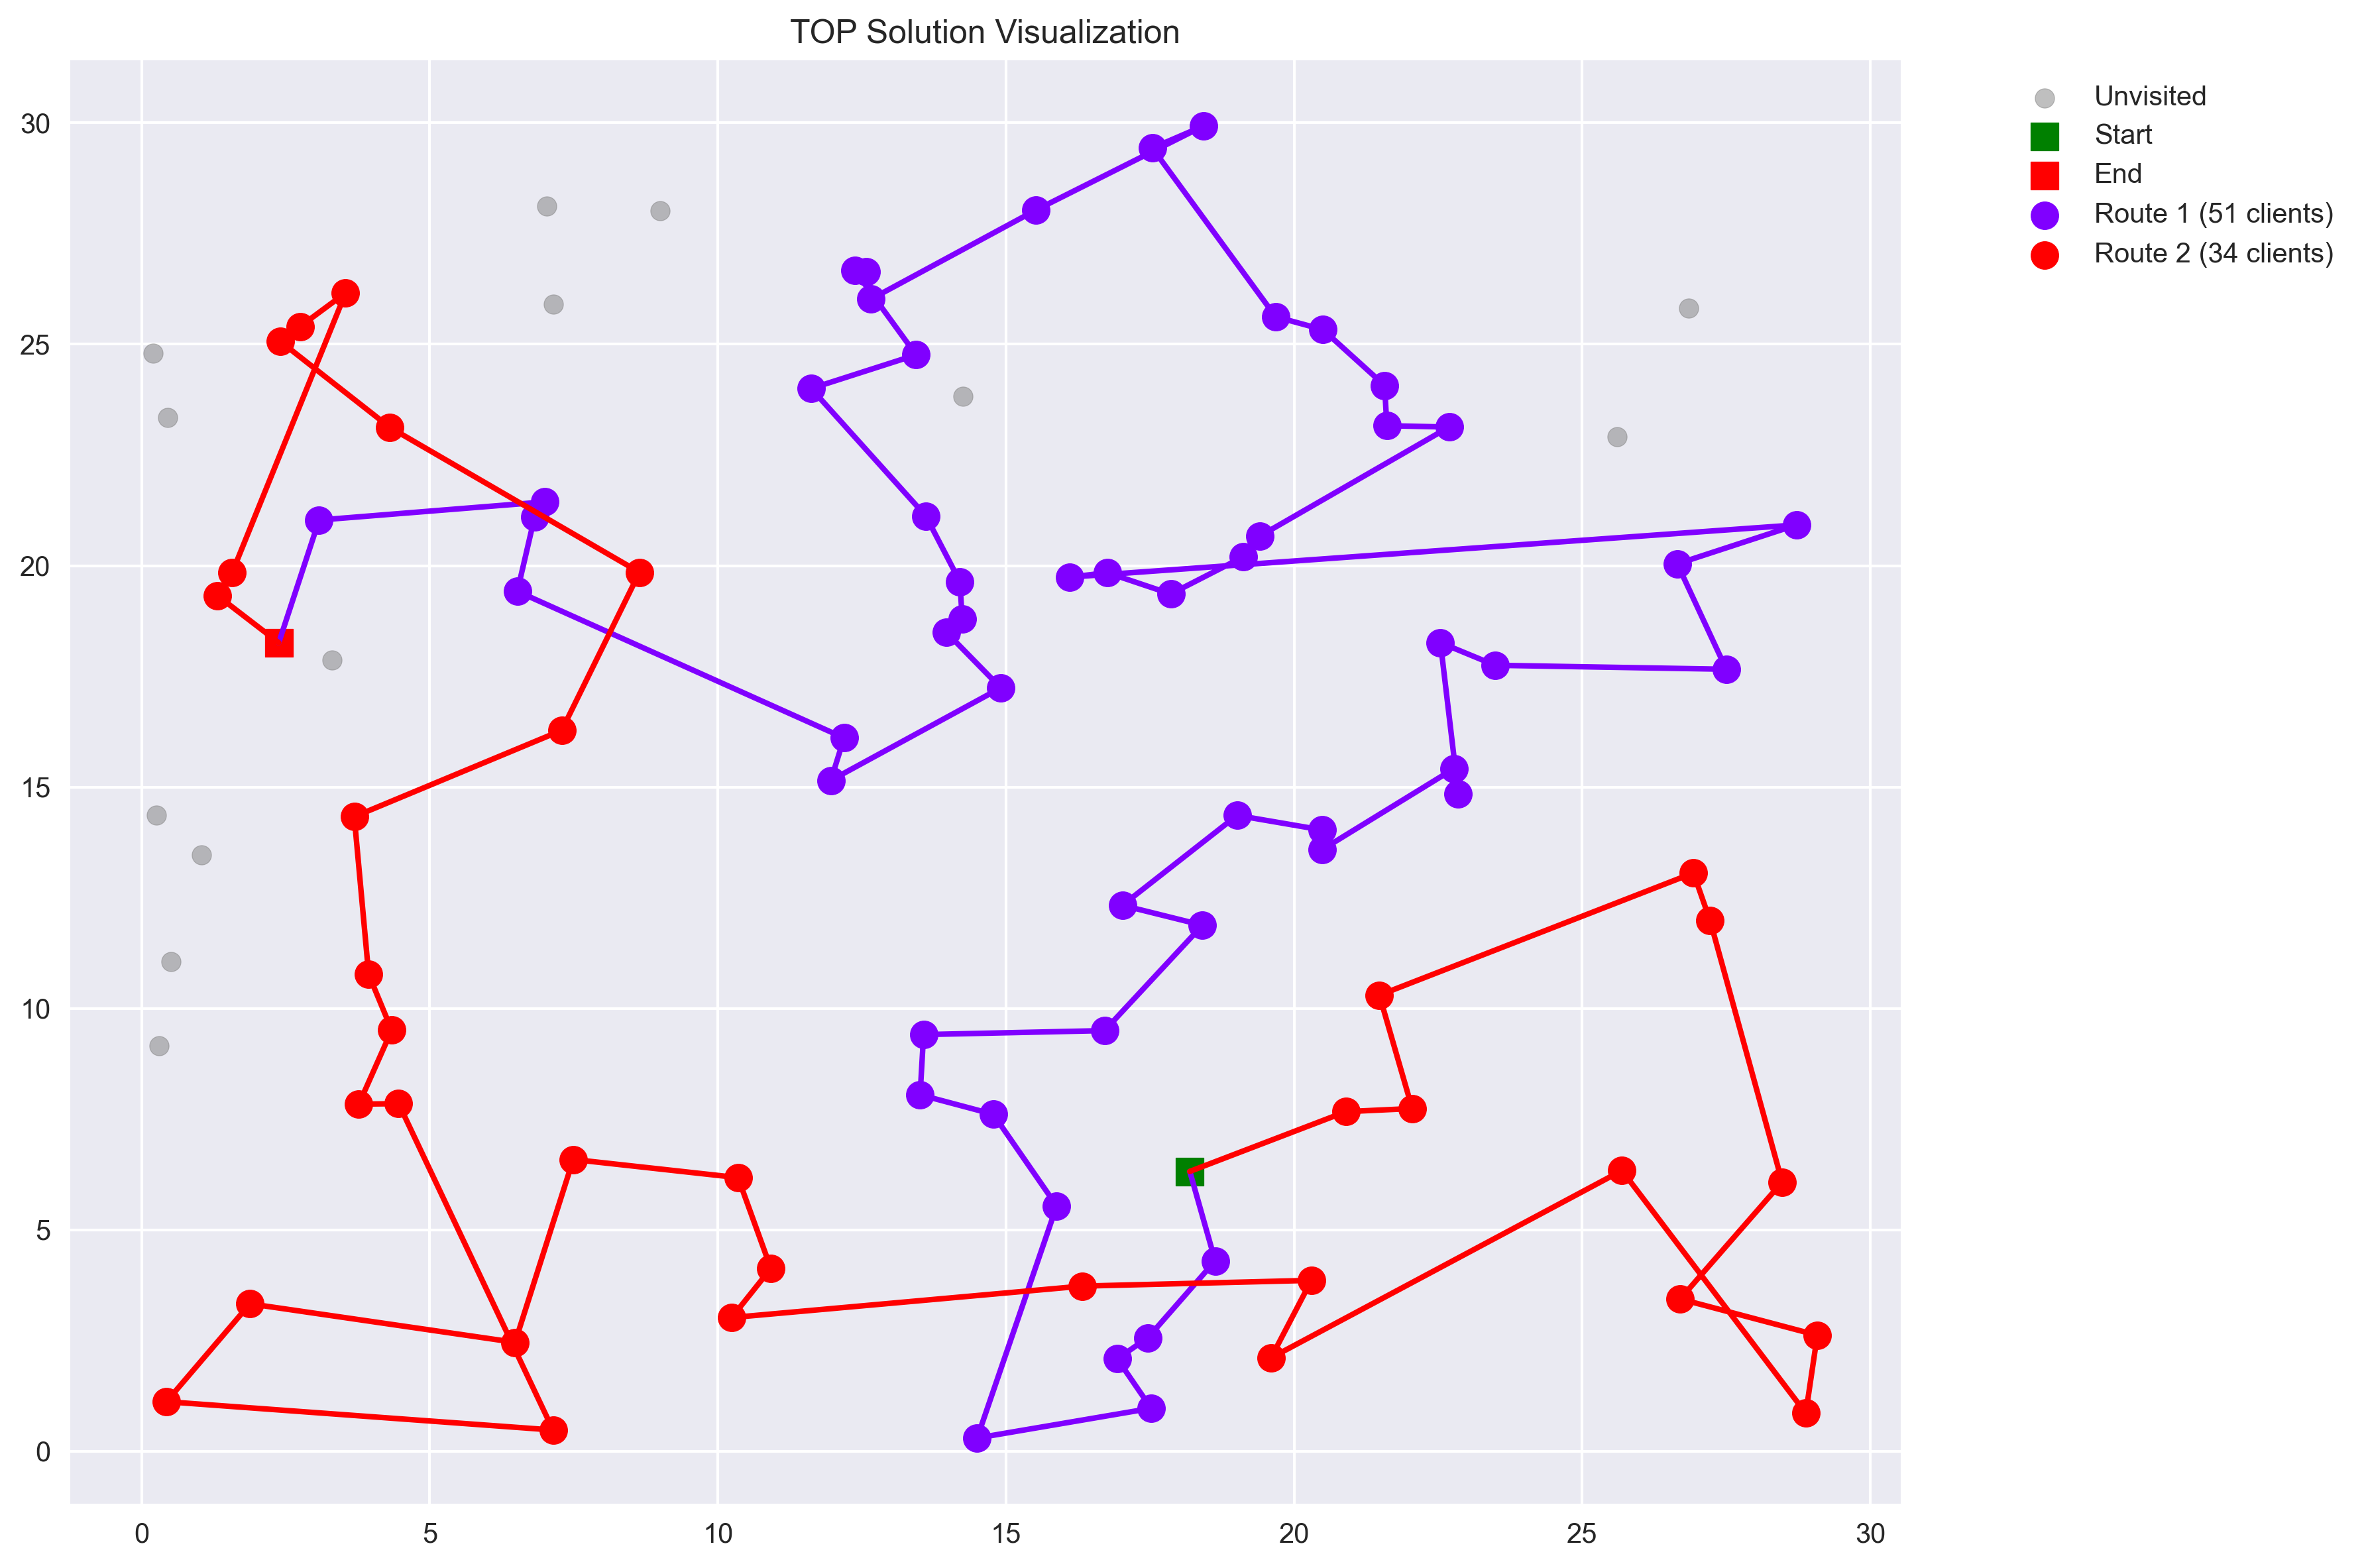 TOP Solution Visualization
30
25
20
15
10
5
0
0 5 10 15 20 25 30
Unvisited
Start
End
Route 1 (51 clients)
Route 2 (34 clients)